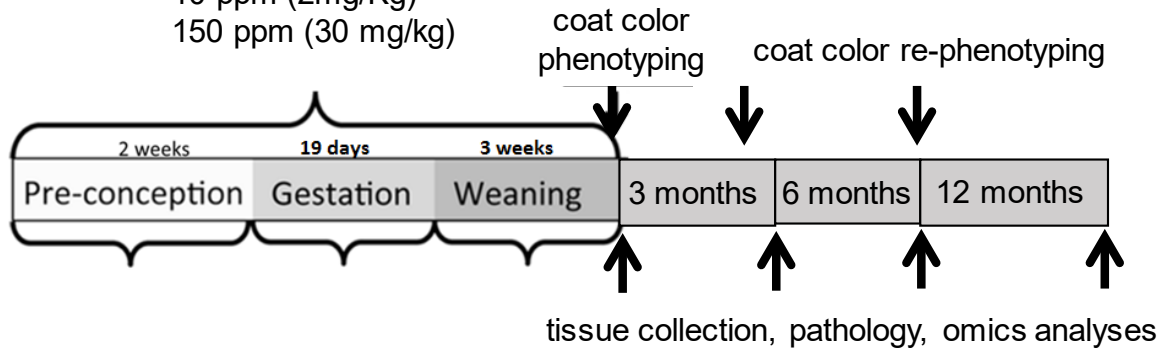 150 ppm (30 mg/kg)
coat color
phenotyping
coat color re-phenotyping
2 weeks
19 days
3 weeks
Pre-conception
Gestation
Weaning
3 months
6 months
12 months
tissue collection, pathology, omics analyses